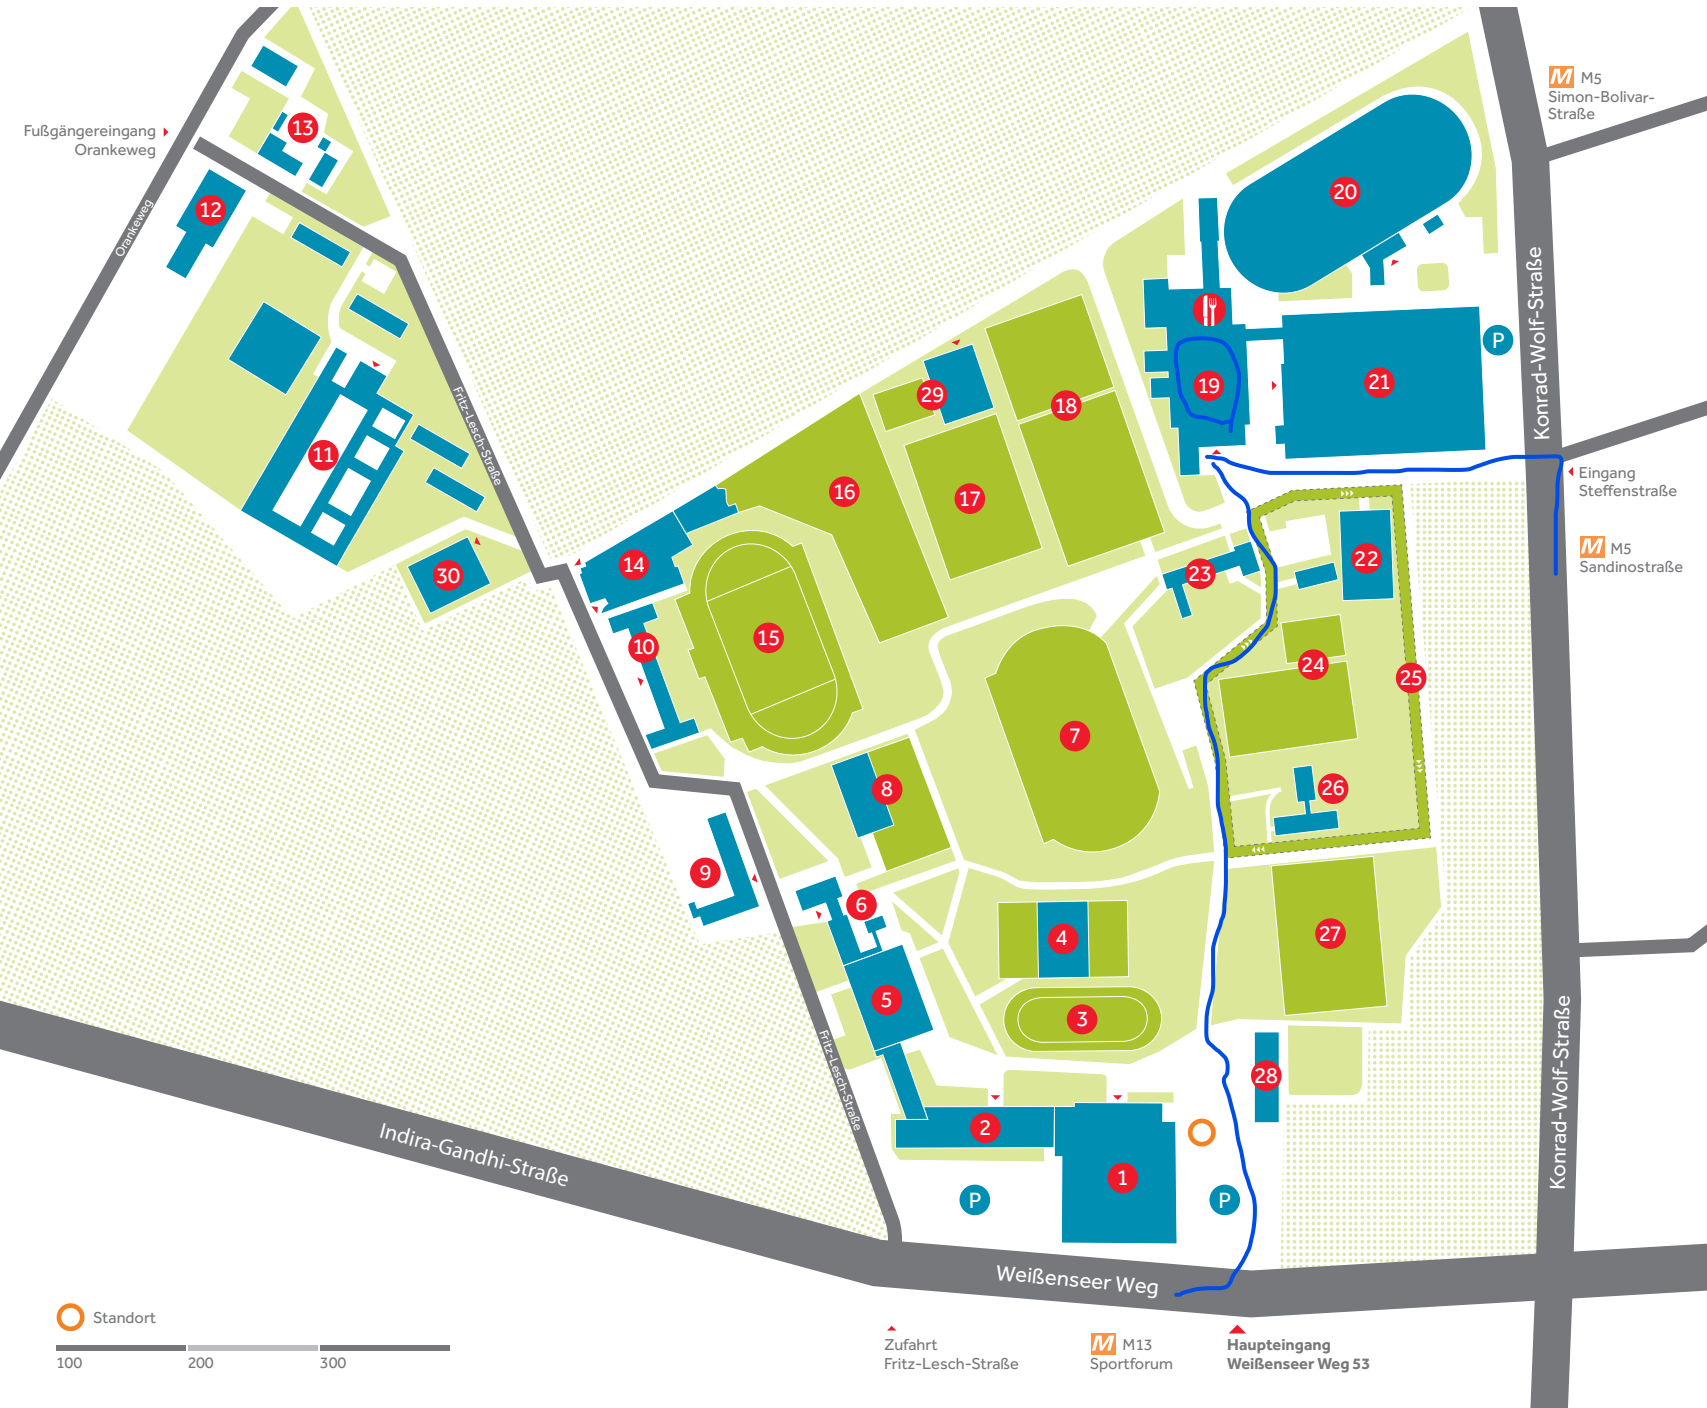 M M5
Simon-Bolivar-
Straße
Fußgängereingang
Orankeweg
13
12
20
Orankeweg
Konrad-Wolf-Straße
P
19
21
29
18
Fritz-Lesch-Straße
11
16
17
Eingang
Steffenstraße
M M5
Sandinostraße
14
22
30
23
10
15
24
25
7
8
26
9
6
4
27
5
3
Konrad-Wolf-Straße
Fritz-Lesch-Straße
28
2
Indira-Gandhi-Straße
1
P
P
Weißenseer Weg
Standort
100
200
300
Zufahrt
Fritz-Lesch-Straße
M M13
Sportforum
Haupteingang
Weißenseer Weg 53